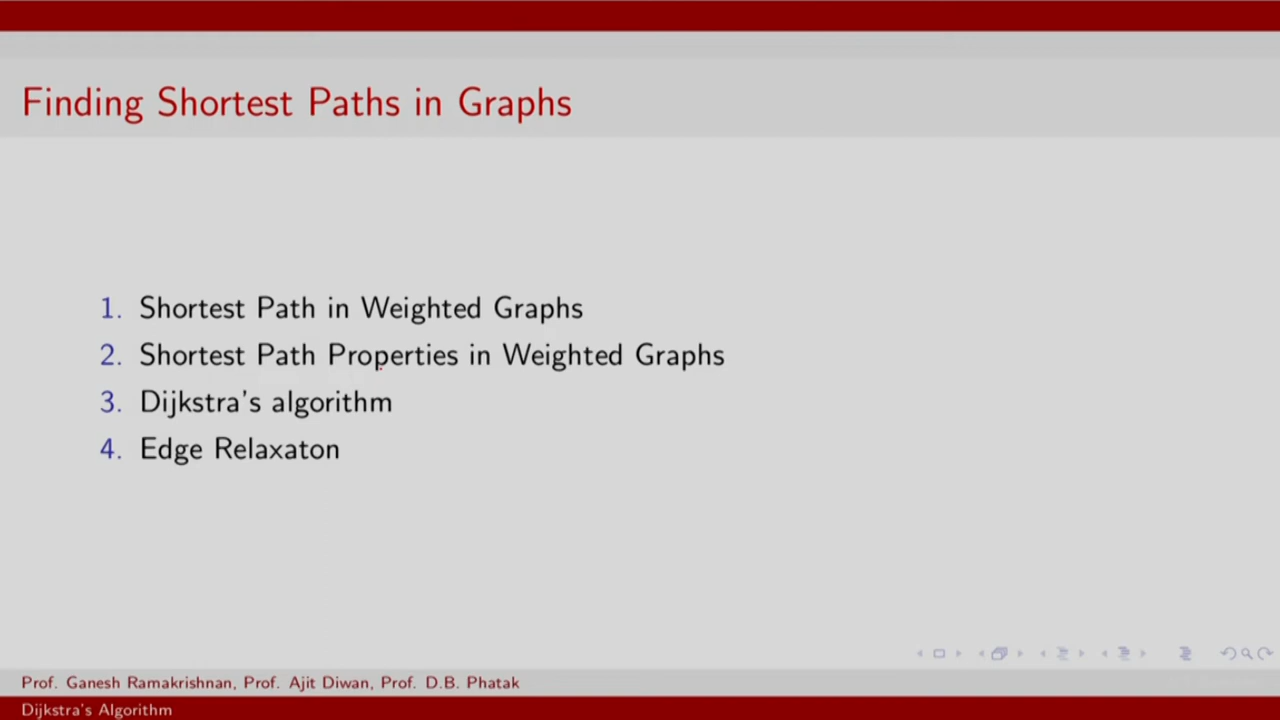 Finding Shortest Paths in Graphs
1. Shortest Path in Weighted Graphs
2. Shortest Path Properties in Weighted Graphs
3. Dijkstra's algorithm
4. Edge Relaxaton
Prof. Ganesh Ramakrishnan, Prof. Ajit Diwan, Prof. D.B. Phatak
Dijkstra's Algorithm